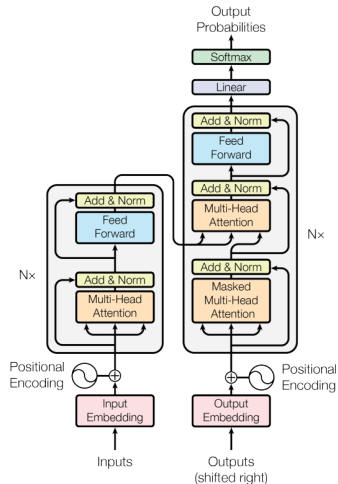 Output
Probabilities
Softmax
Linear
Add & Norm
Feed
Forward
Add & Norm
Multi-Head
Attention
Add & Norm
Masked
Multi-Head
Attention
N×
Positional
Encoding
Output
Embedding
Outputs
(shifted right)
Add & Norm
Feed
Forward
N×
Add & Norm
Multi-Head
Attention
Positional
Encoding
Input
Embedding
Inputs